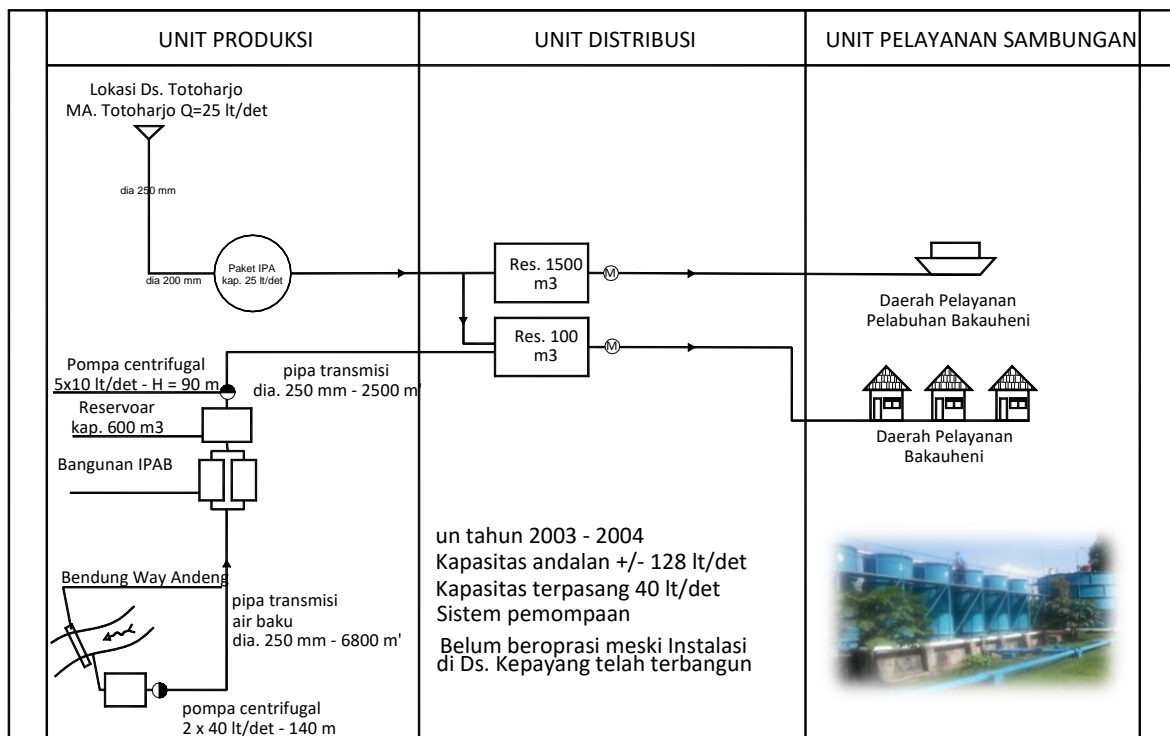 UNIT PRODUKSI
UNIT DISTRIBUSI
UNIT PELAYANAN SAMBUNGAN
Lokasi Ds. Totoharjo
MA. Totoharjo Q=25 lt/det
dia 250 mm
dia 200 mm
Paket IPA
kap. 25 lt/det
Res. 1500
m3
M
Res. 100
m3
M
Daerah Pelayanan
Pelabuhan Bakauheni
Pompa centrifugal
5x10 lt/det - H = 90 m
pipa transmisi
dia. 250 mm - 2500 m'
Reservoar
kap. 600 m3
Bangunan IPAB
Daerah Pelayanan
Bakauheni
Bendung Way Andeng
pipa transmisi
air baku
dia. 250 mm - 6800 m'
pompa centrifugal
2 x 40 lt/det - 140 m
un tahun 2003 - 2004
Kapasitas andalan +/- 128 lt/det
Kapasitas terpasang 40 lt/det
Sistem pemompaan
Belum beroprasi meski Instalasi
di Ds. Kepayang telah terbangun